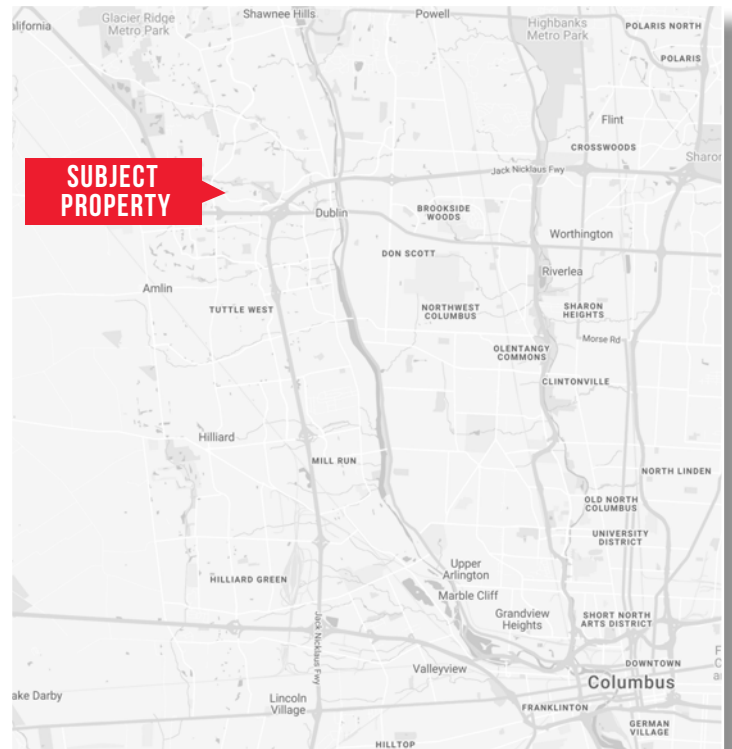 Glacier Ridge
Metro Park
Shawnee Hills
Powell
Highbanks
Metro Park
POLARIS NORTH
alifornia
POLARIS
Flint
CROSSWOODS
Sharon
Jack Nicklaus Fwy
SUBJECT
PROPERTY
Dublin
BROOKSIDE
WOODS
Worthington
DON SCOTT
Riverlea
Amlin
TUTTLE WEST
NORTHWEST
COLUMBUS
SHARON
HEIGHTS
Morse Rd
OLENTANGY
COMMONS
CLINTONVILLE
Hilliard
MILL RUN
NORTH LINDEN
OLD NORTH
COLUMBUS
UNIVERSITY
DISTRICT
Upper
Arlington
HILLIARD GREEN
Marble Cliff
Grandview
Heights
SHORT NORTH
ARTS DISTRICT
Jack Nicklaus Fwy
Valleyview
DOWNTOWN
Columbus
ake Darby
Lincoln
Village
FRANKLINTON
GERMAN
VILLAGE
HILLTOP